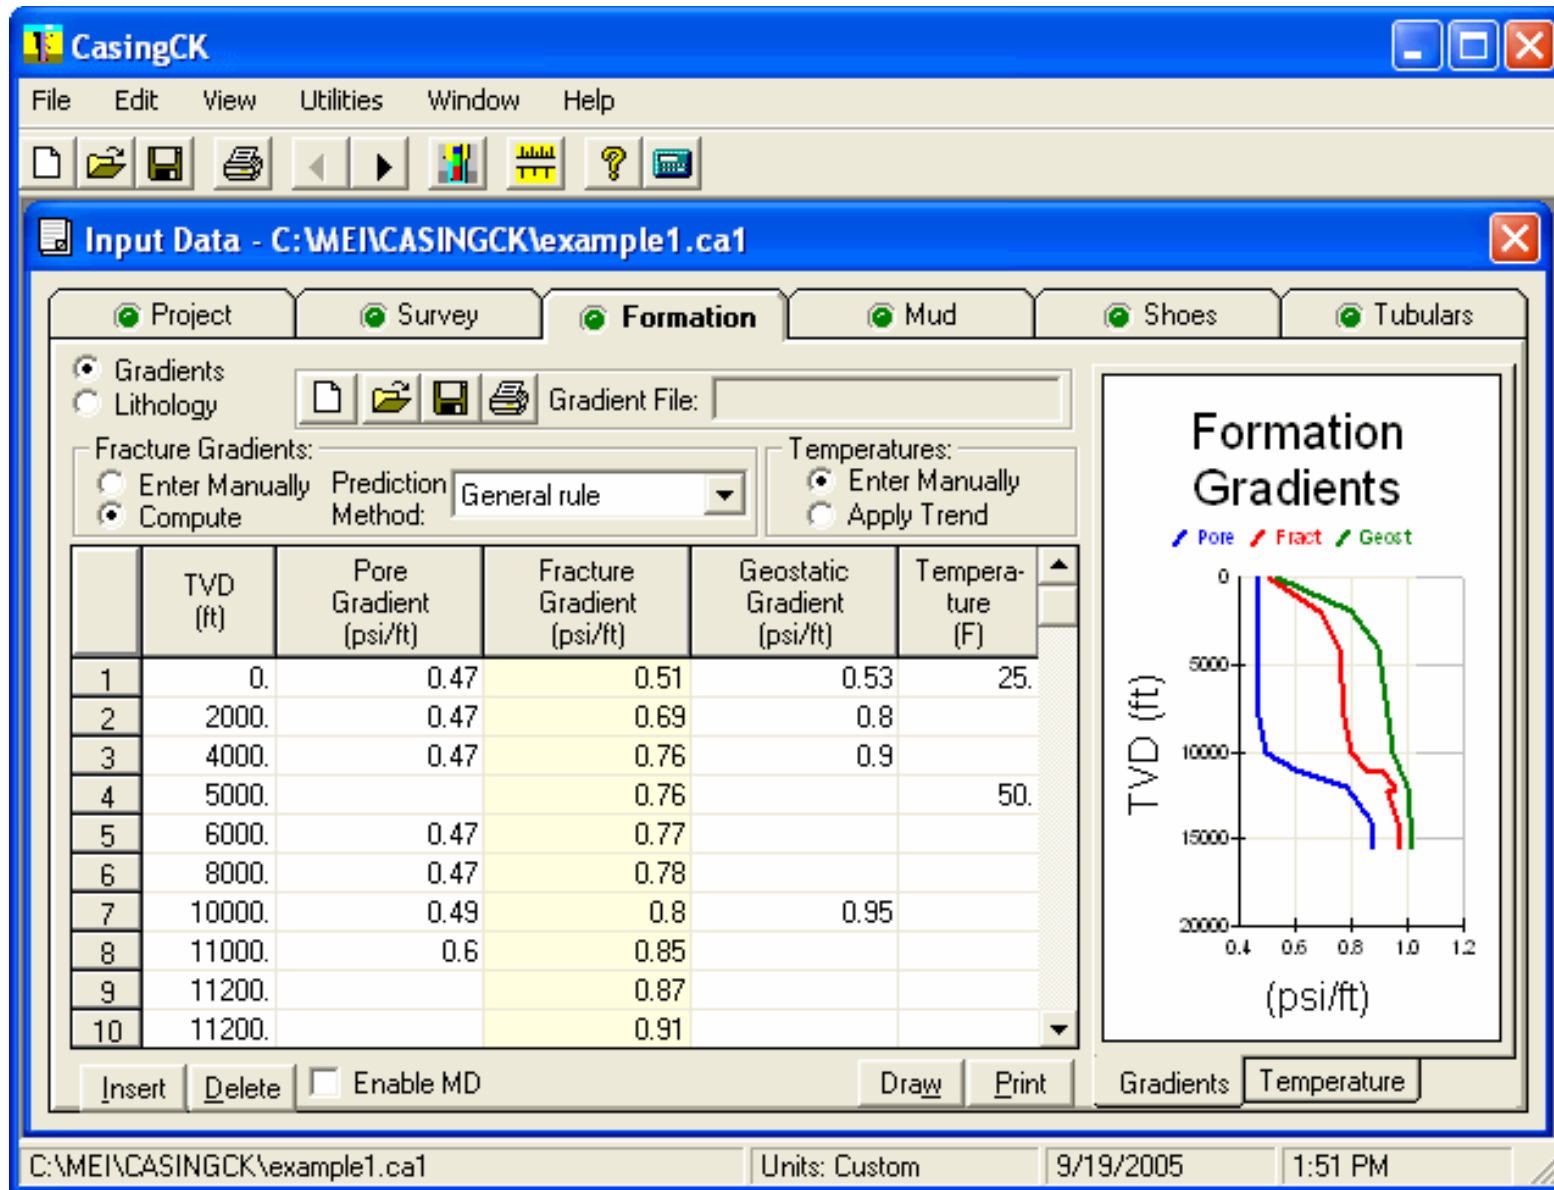 CasingCK
File Edit View Utilities Window Help
Input Data - C:\MEI\CASINGCK\example1.ca1
Project Survey Formation Mud Shoes Tubulars
Gradients
Lithology
Gradient File:
Fracture Gradients:
Enter Manually
Compute
Prediction
Method:
General rule
Temperatures:
Enter Manually
Apply Trend
TVD
(ft)
Pore
Gradient
(psi/ft)
Fracture
Gradient
(psi/ft)
Geostatic
Gradient
(psi/ft)
Tempera-
ture
(F)
1 0. 0.47 0.51 0.53 25.
2 2000. 0.47 0.69 0.8
3 4000. 0.47 0.76 0.9
4 5000. 0.76 50.
5 6000. 0.47 0.77
6 8000. 0.47 0.78
7 10000. 0.49 0.8 0.95
8 11000. 0.6 0.85
9 11200. 0.87
10 11200. 0.91
Insert Delete Enable MD Draw Print
Formation
Gradients
Pore Fract Geost
0
5000
10000
15000
20000
TVD (ft)
0.4 0.6 0.8 1.0 1.2
(psi/ft)
Gradients Temperature
C:\MEI\CASINGCK\example1.ca1 Units: Custom 9/19/2005 1:51 PM